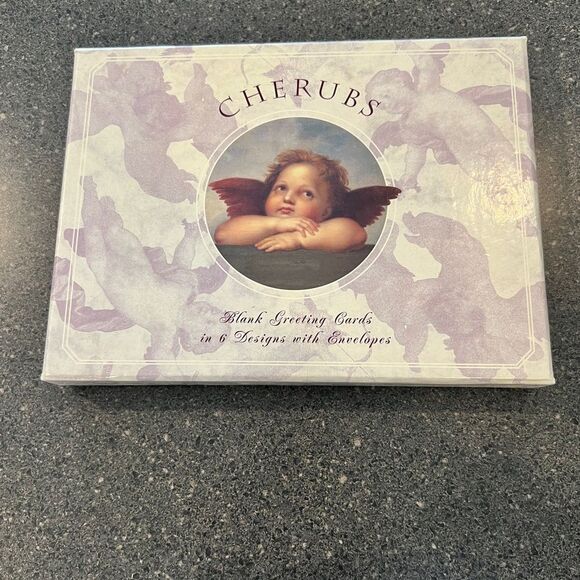 CHERUBS
Blank Greeting Cards
in 6 Designs with Envelopes